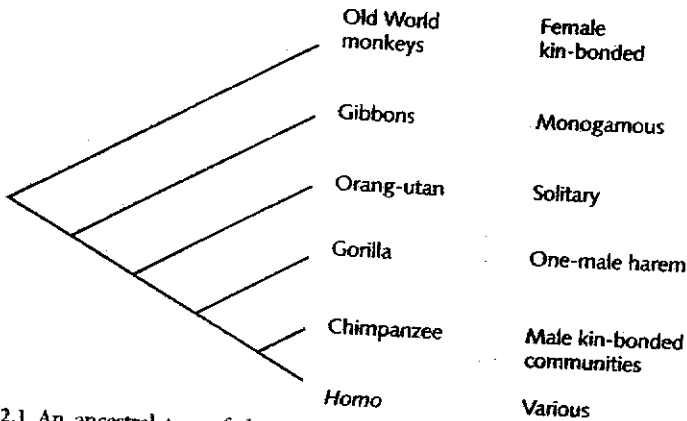 Old World Female
monkeys kin-bonded
Gibbons Monogamous
Orang-utan Solitary
Gorilla One-male harem
Chimpanzee Male kin-bonded
communities
Homo Various
2.1 An ancestral